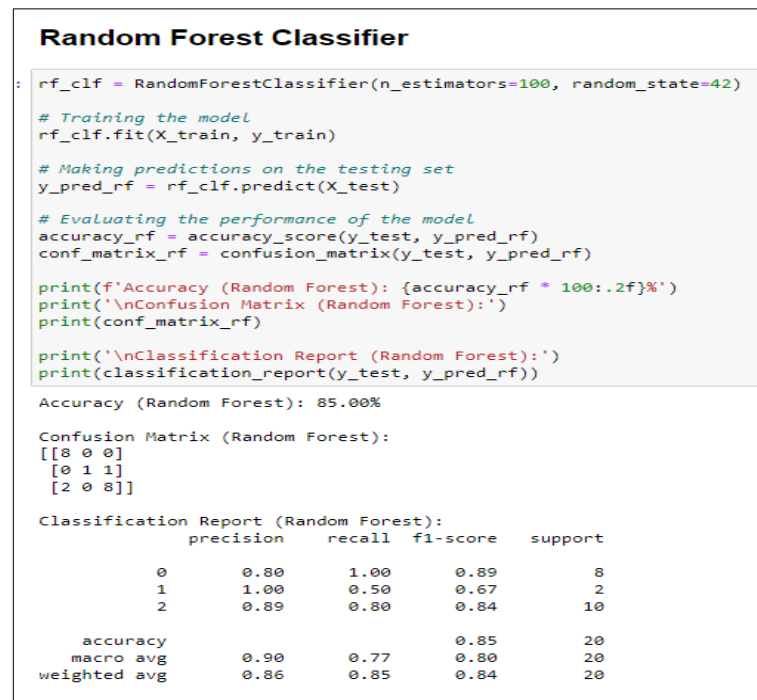 Random Forest Classifier
: rf_clf = RandomForestClassifier(n_estimators=100, random_state=42)
# Training the model
rf_clf.fit(X_train, y_train)
# Making predictions on the testing set
y_pred_rf = rf_clf.predict(X_test)
# Evaluating the performance of the model
accuracy_rf = accuracy_score(y_test, y_pred_rf)
conf_matrix_rf = confusion_matrix(y_test, y_pred_rf)
print(f'Accuracy (Random Forest): {accuracy_rf * 100:.2f}%')
print('\nConfusion Matrix (Random Forest):')
print(conf_matrix_rf)
print('\nClassification Report (Random Forest):')
print(classification_report(y_test, y_pred_rf))
Accuracy (Random Forest): 85.00%
Confusion Matrix (Random Forest):
[[8 0 0]
[0 1 1]
[2 0 8]]
Classification Report (Random Forest):
precision recall f1-score support
0 0.80 1.00 0.89 8
1 1.00 0.50 0.67 2
2 0.89 0.80 0.84 10
accuracy 0.85 20
macro avg 0.90 0.77 0.80 20
weighted avg 0.86 0.85 0.84 20